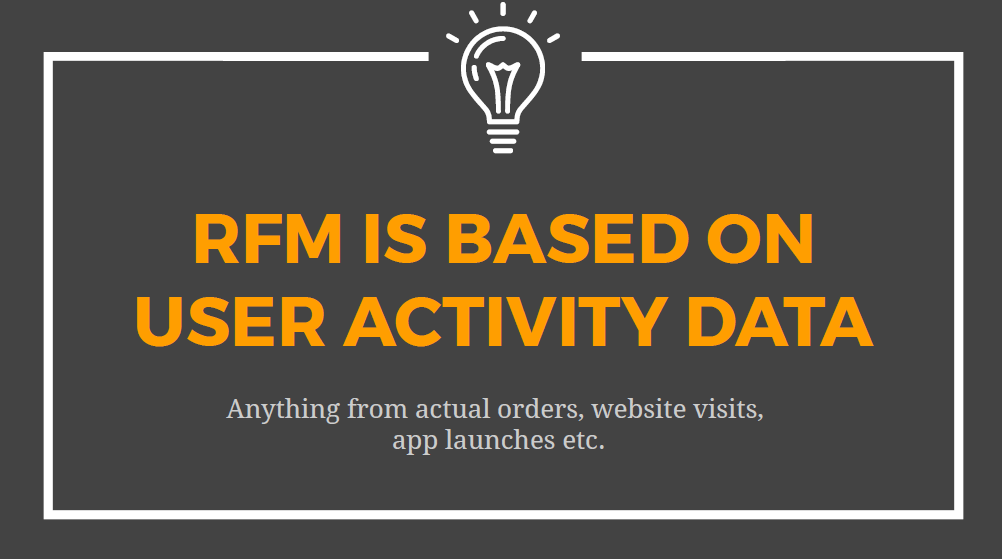 RFM IS BASED ON
USER ACTIVITY DATA
Anything from actual orders, website visits,
app launches etc.